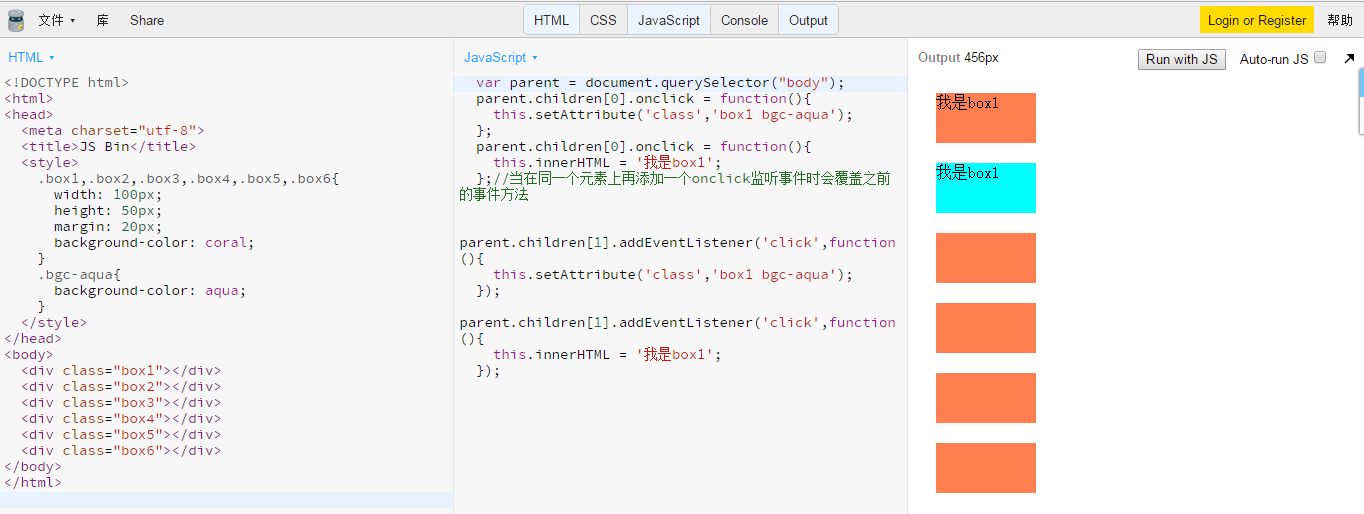 文件 库 Share HTML CSS JavaScript Console Output Login or Register 帮助
HTML
<!DOCTYPE html>
<html>
<head>
<meta charset="utf-8">
<title>JS Bin</title>
<style>
.box1,.box2,.box3,.box4,.box5,.box6{
width: 100px;
height: 50px;
margin: 20px;
background-color: coral;
}
.bgc-aqua{
background-color: aqua;
}
</style>
</head>
<body>
<div class="box1"></div>
<div class="box2"></div>
<div class="box3"></div>
<div class="box4"></div>
<div class="box5"></div>
<div class="box6"></div>
</body>
</html>
JavaScript
var parent = document.querySelector("body");
parent.children[0].onclick = function(){
this.setAttribute('class','box1 bgc-aqua');
};
parent.children[0].onclick = function(){
this.innerHTML = '我是box1';
};//当在同一个元素上再添加一个onclick监听事件时会覆盖之前
的事件方法
parent.children[1].addEventListener('click',function
(){
this.setAttribute('class','box1 bgc-aqua');
});
parent.children[1].addEventListener('click',function
(){
this.innerHTML = '我是box1';
});
Output 456px Run with JS Auto-run JS
我是box1
我是box1